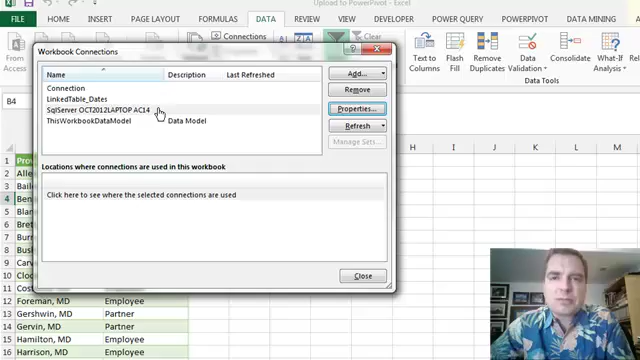 Upload to PowerPivot - Excel
FILE HOME INSERT PAGE LAYOUT FORMULAS DATA REVIEW VIEW DEVELOPER POWER QUERY POWERPIVOT DATA MINING
From Access
Connections
Clear
Text to Columns
Flash Fill
Remove Duplicates
Data Validation
Consolidate
What-If Analysis
Data Tools
Workbook Connections
Name Description Last Refreshed
Connection
LinkedTable_Dates
SqlServer OCT2012LAPTOP AC14
ThisWorkbookDataModel Data Model
Add...
Remove
Properties...
Refresh
Manage Sets...
Locations where connections are used in this workbook
Click here to see where the selected connections are used
Close
B4
H I J K L
1
2
3
4
5
6
7
8
9
10
11
12 Foreman, MD Employee
13 Gershwin, MD Partner
14 Gervin, MD Partner
15 Hamilton, MD Employee
16 Harrison, MD Employee